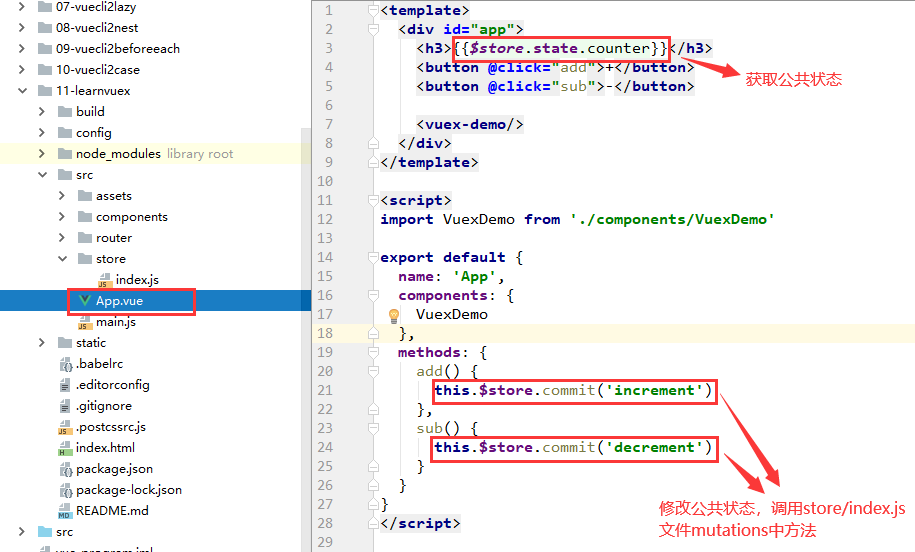 07-vuecli2lazy
08-vuecli2nest
09-vuecli2beforeeach
10-vuecli2case
11-learnvuex
build
config
node_modules library root
src
assets
components
router
store
index.js
App.vue
main.js
static
.babelrc
.editorconfig
.gitignore
.postcssrc.js
index.html
package.json
package-lock.json
README.md
src
1 <template>
2 <div id="app">
3 <h3>{{$store.state.counter}}</h3>
4 <button @click="add">+</button>
5 <button @click="sub">-</button>
6
7 <vuex-demo/>
8 </div>
9 </template>
10
11 <script>
12 import VuexDemo from './components/VuexDemo'
13
14 export default {
15 name: 'App',
16 components: {
17 VuexDemo
18 },
19 methods: {
20 add() {
21 this.$store.commit('increment')
22 },
23 sub() {
24 this.$store.commit('decrement')
25 }
26 }
27 }
28 </script>
29
获取公共状态
修改公共状态，调用store/index.js
文件mutations中方法